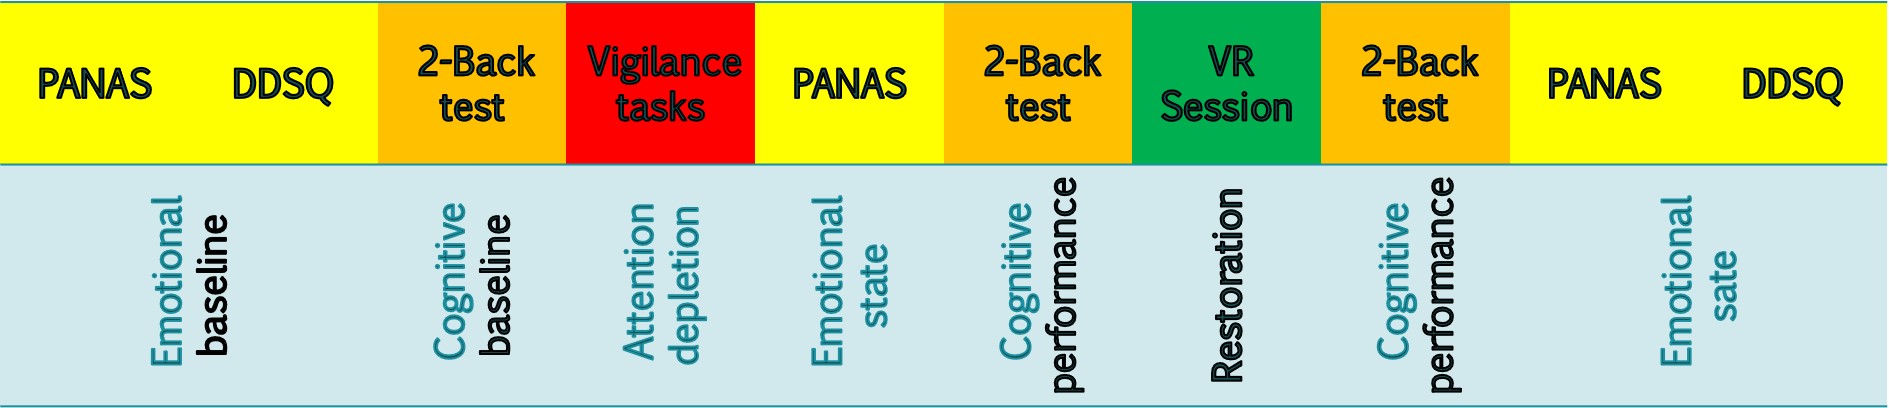 PANAS DDSQ 2-Back test Vigilance tasks PANAS 2-Back test VR Session 2-Back test PANAS DDSQ
Emotional baseline
Cognitive baseline
Attention depletion
Emotional state
Cognitive performance
Restoration
Cognitive performance
Emotional sate